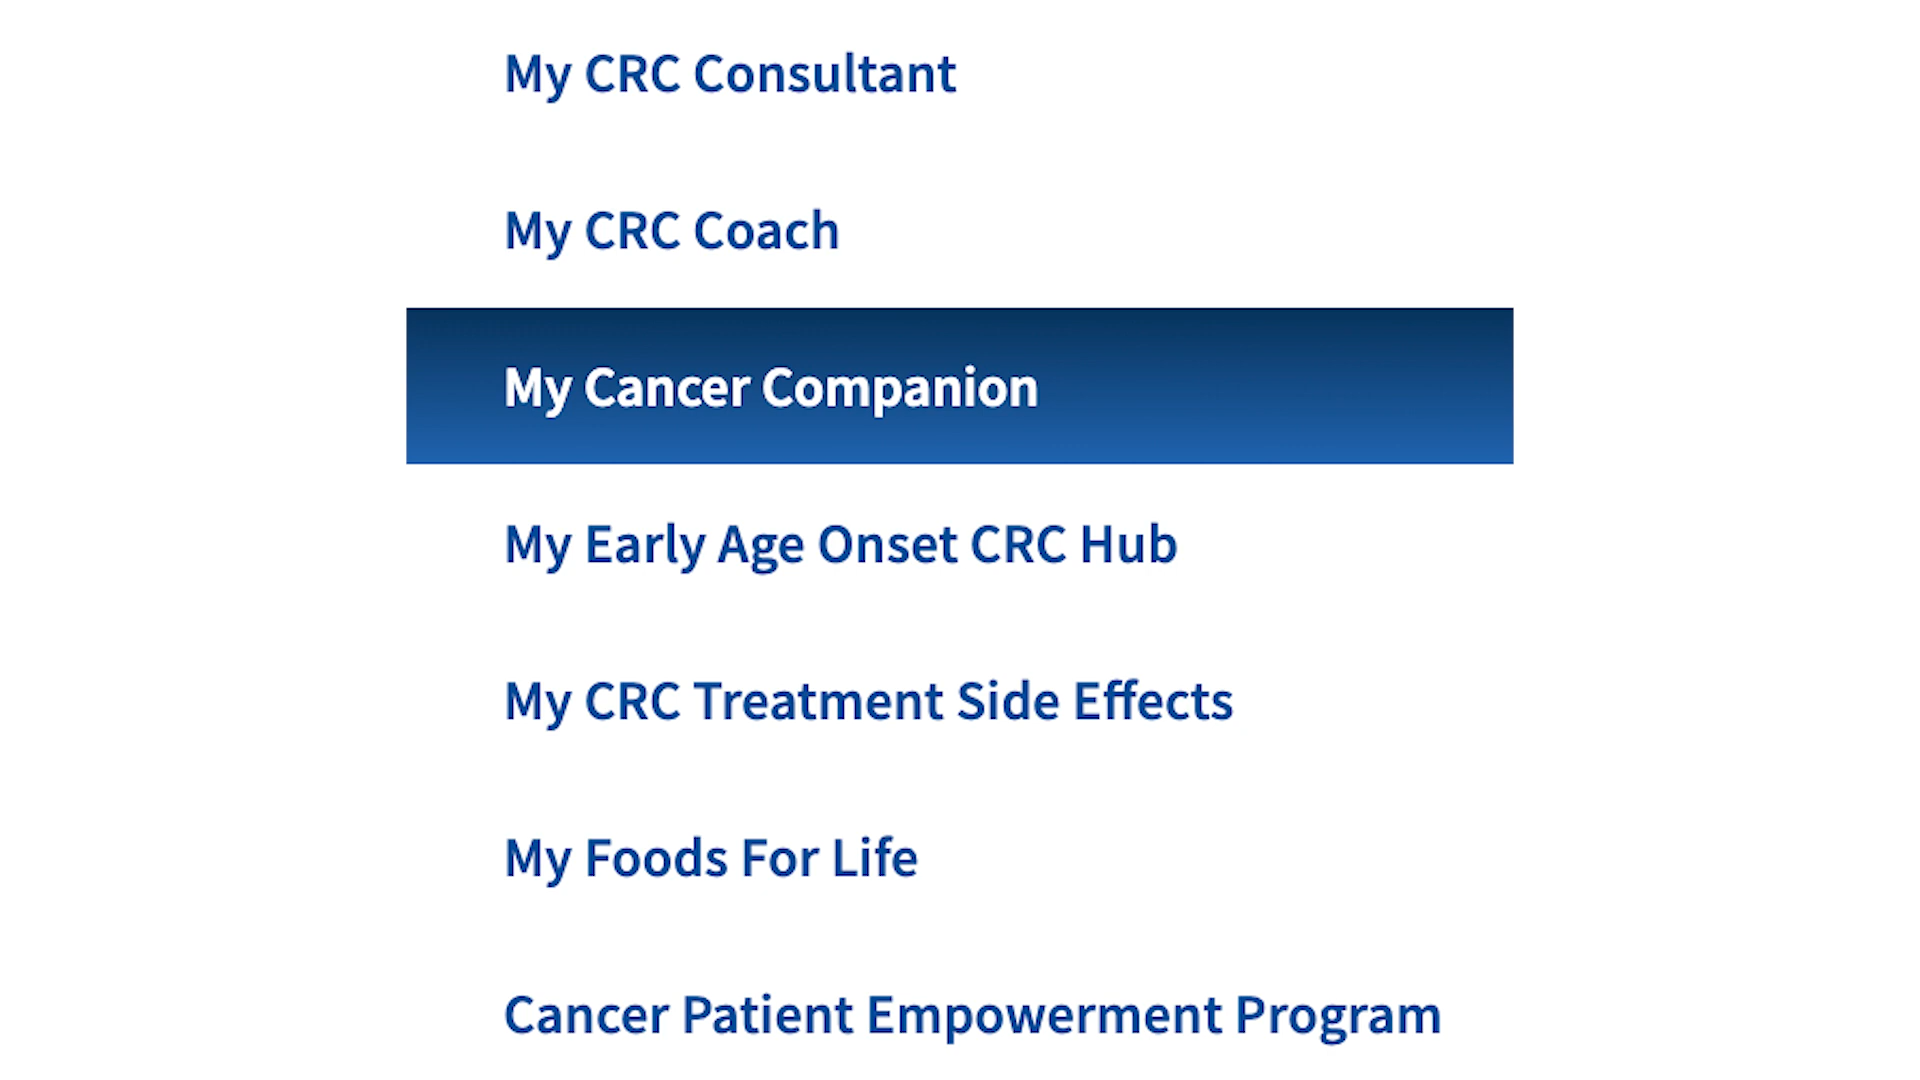 My CRC Consultant
My CRC Coach
My Cancer Companion
My Early Age Onset CRC Hub
My CRC Treatment Side Effects
My Foods For Life
Cancer Patient Empowerment Program